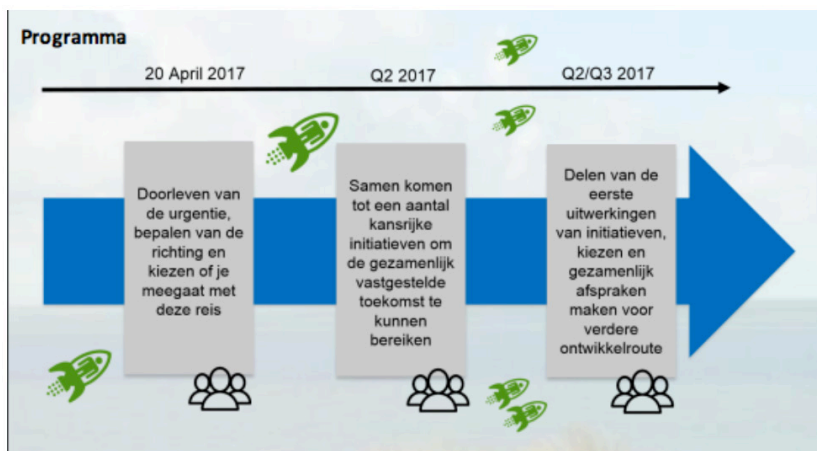 Programma
20 April 2017
Q2 2017
Q2/Q3 2017
Doorleven van
de urgentie,
bepalen van de
richting en
kiezen of je
meegaat met
deze reis
Samen komen
tot een aantal
kansrijke
initiatieven om
de gezamenlijk
vastgestelde
toekomst te
kunnen
bereiken
Delen van de
eerste
uitwerkingen
van initiatieven,
kiezen en
gezamenlijk
afspraken
maken voor
verdere
ontwikkelroute